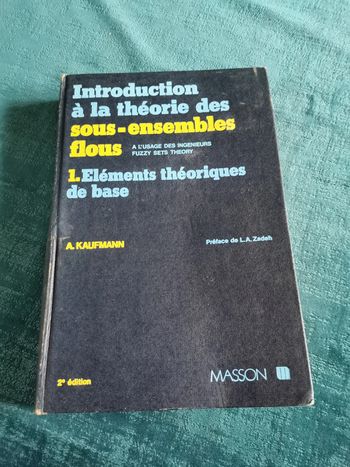 Introduction
à la théorie des
sous-ensembles
flous
A L'USAGE DES INGENIEURS
FUZZY SETS THEORY
1. Eléments théoriques
de base
A. KAUFMANN
Préface de L.A. Zadeh
2e édition
MASSON